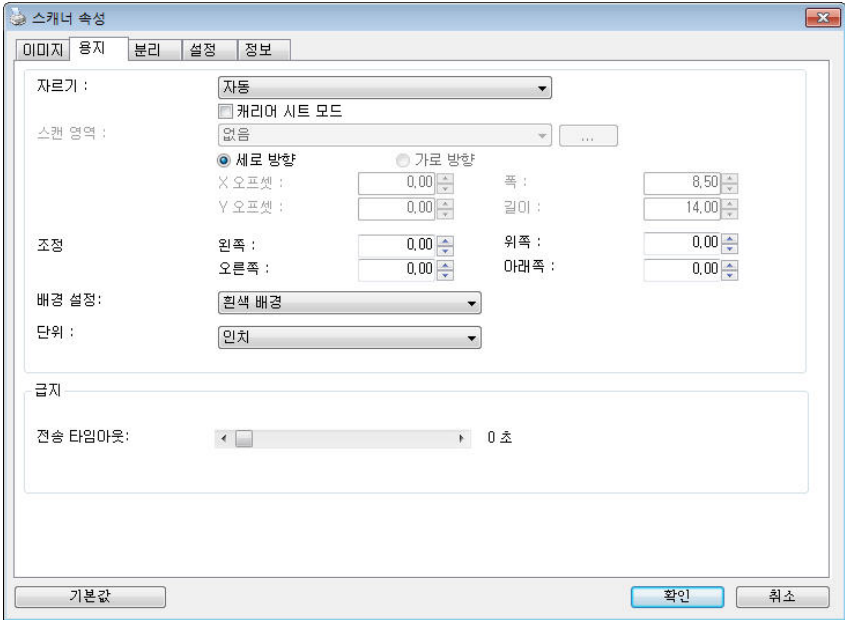 스캐너 속성
이미지 용지 분리 설정 정보
자르기 : 자동
캐리어 시트 모드
스캔 영역 : 없음 ...
세로 방향 가로 방향
X 오프셋 : 0,00 폭 : 8,50
Y 오프셋 : 0,00 길이 : 14,00
조정 왼쪽 : 0,00 위쪽 : 0,00
오른쪽 : 0,00 아래쪽 : 0,00
배경 설정: 흰색 배경
단위 : 인치
급지
전송 타임아웃: 0 초
기본값 확인 취소